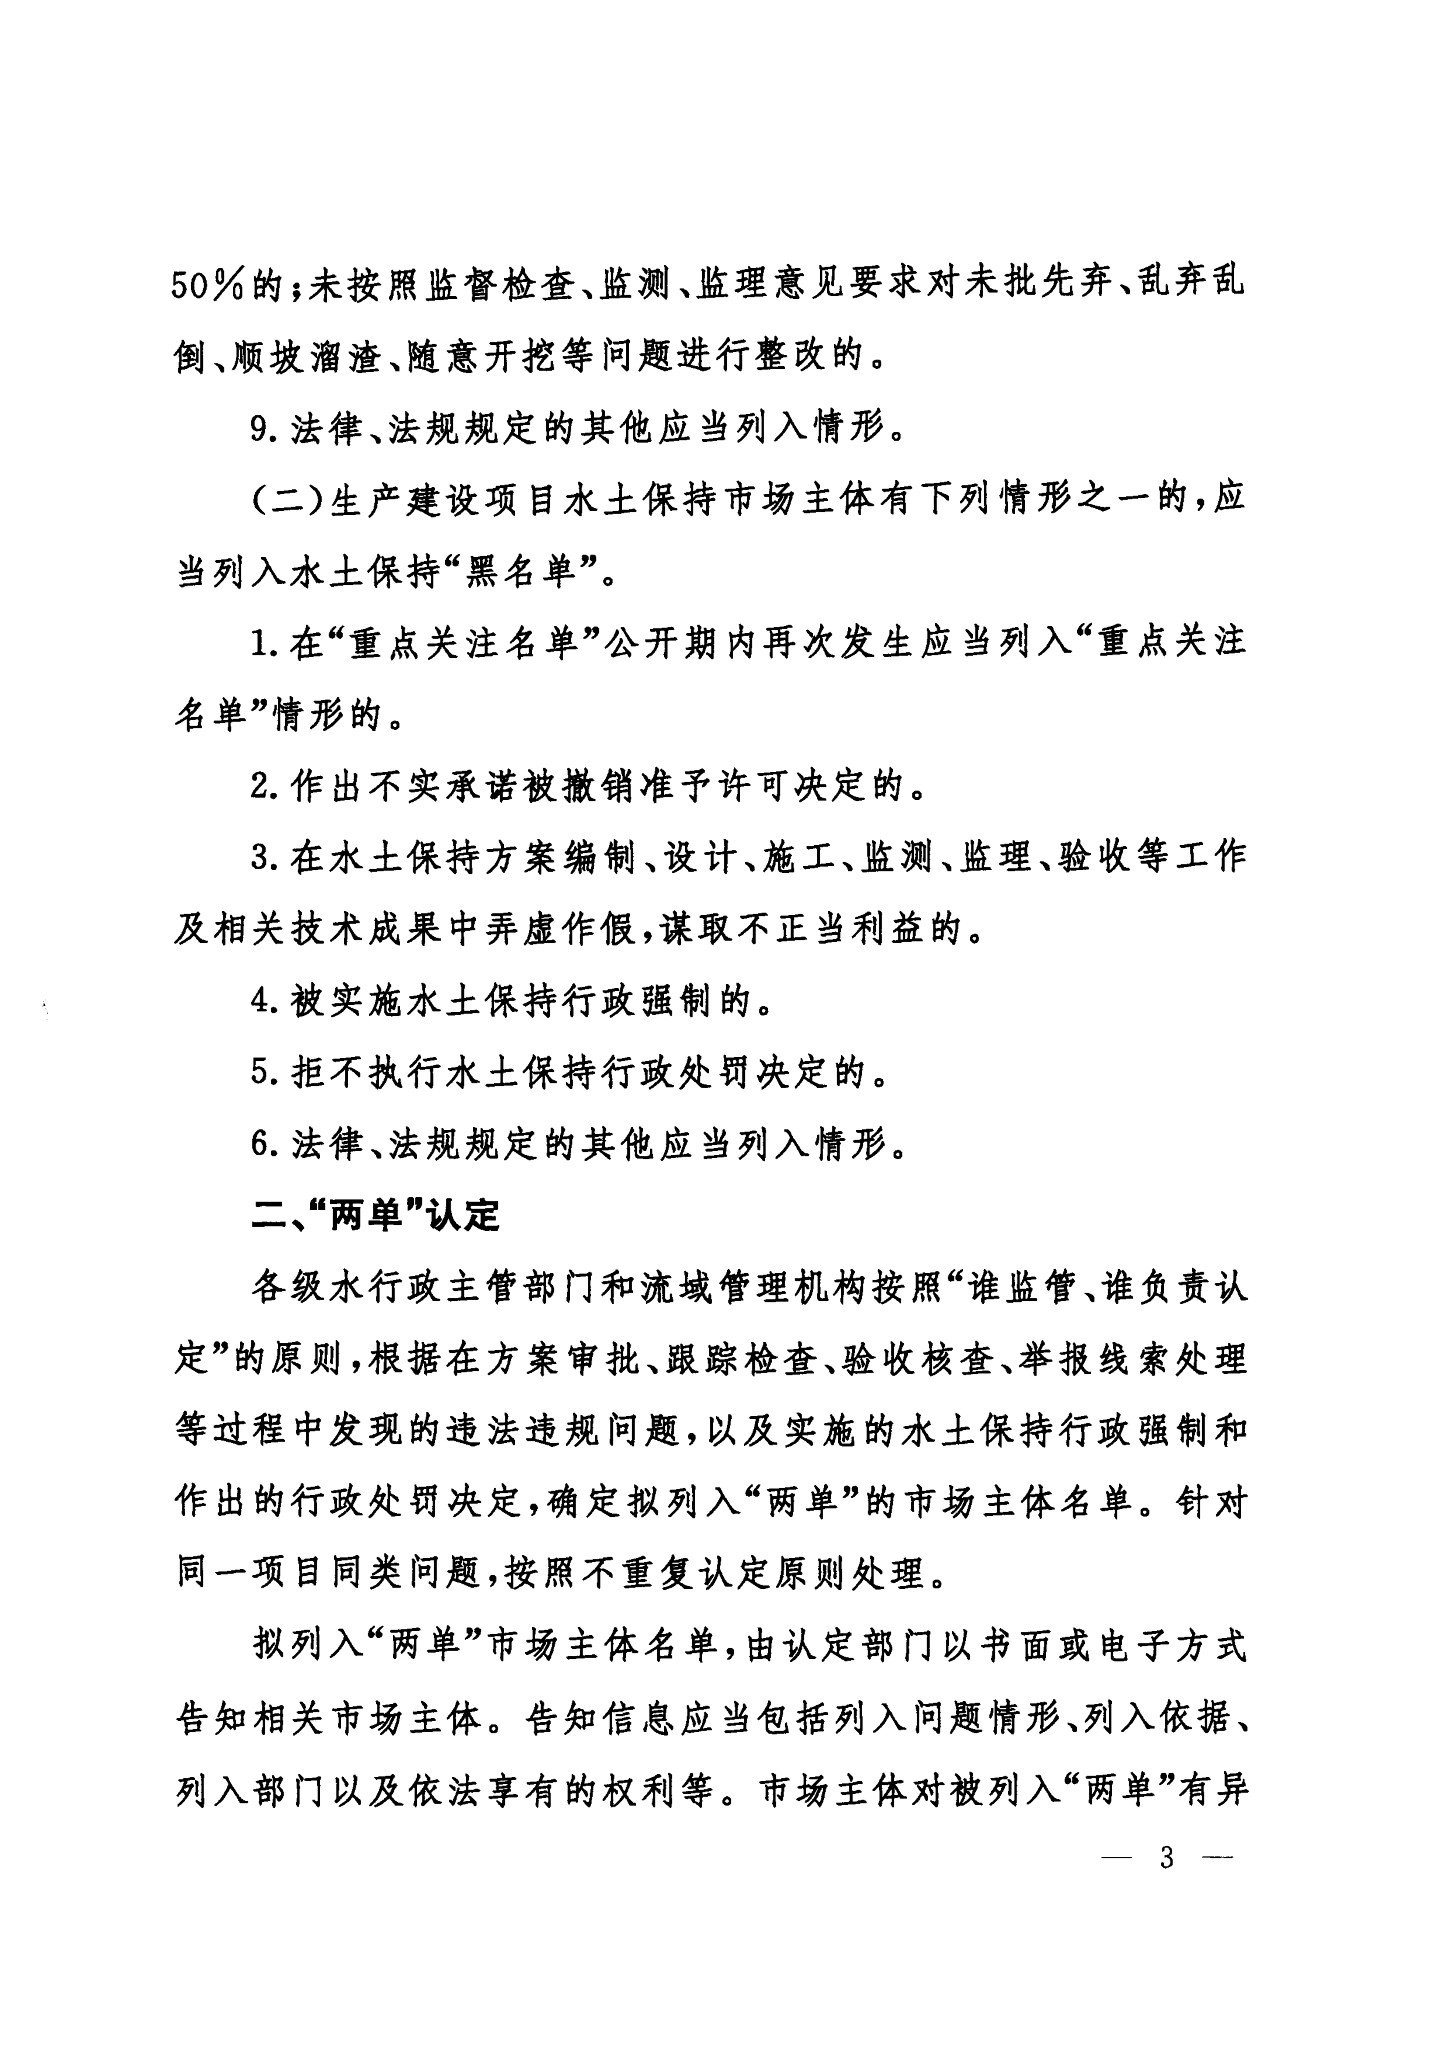 50%的;未按照监督检查、监测、监理意见要求对未批先弃、乱弃乱
倒、顺坡溜渣、随意开挖等问题进行整改的。
9.法律、法规规定的其他应当列入情形。
(二)生产建设项目水土保持市场主体有下列情形之一的,应
当列入水土保持“黑名单”。
1.在“重点关注名单”公开期内再次发生应当列入“重点关注
名单”情形的。
2.作出不实承诺被撤销准予许可决定的。
3.在水土保持方案编制、设计、施工、监测、监理、验收等工作
及相关技术成果中弄虚作假,谋取不正当利益的。
4.被实施水土保持行政强制的。
5.拒不执行水土保持行政处罚决定的。
6.法律、法规规定的其他应当列入情形。
二、“两单”认定
各级水行政主管部门和流域管理机构按照“谁监管、谁负责认
定”的原则,根据在方案审批、跟踪检查、验收核查、举报线索处理
等过程中发现的违法违规问题,以及实施的水土保持行政强制和
作出的行政处罚决定,确定拟列入“两单”的市场主体名单。针对
同一项目同类问题,按照不重复认定原则处理。
拟列入“两单”市场主体名单,由认定部门以书面或电子方式
告知相关市场主体。告知信息应当包括列入问题情形、列入依据、
列入部门以及依法享有的权利等。市场主体对被列入“两单”有异
— 3 —